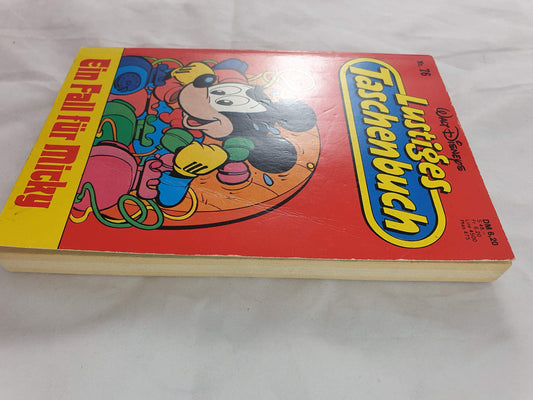 Walt Disney's
Lustiges
Taschenbuch
Nr. 76
DM 6.20
Ein Fall für Micky